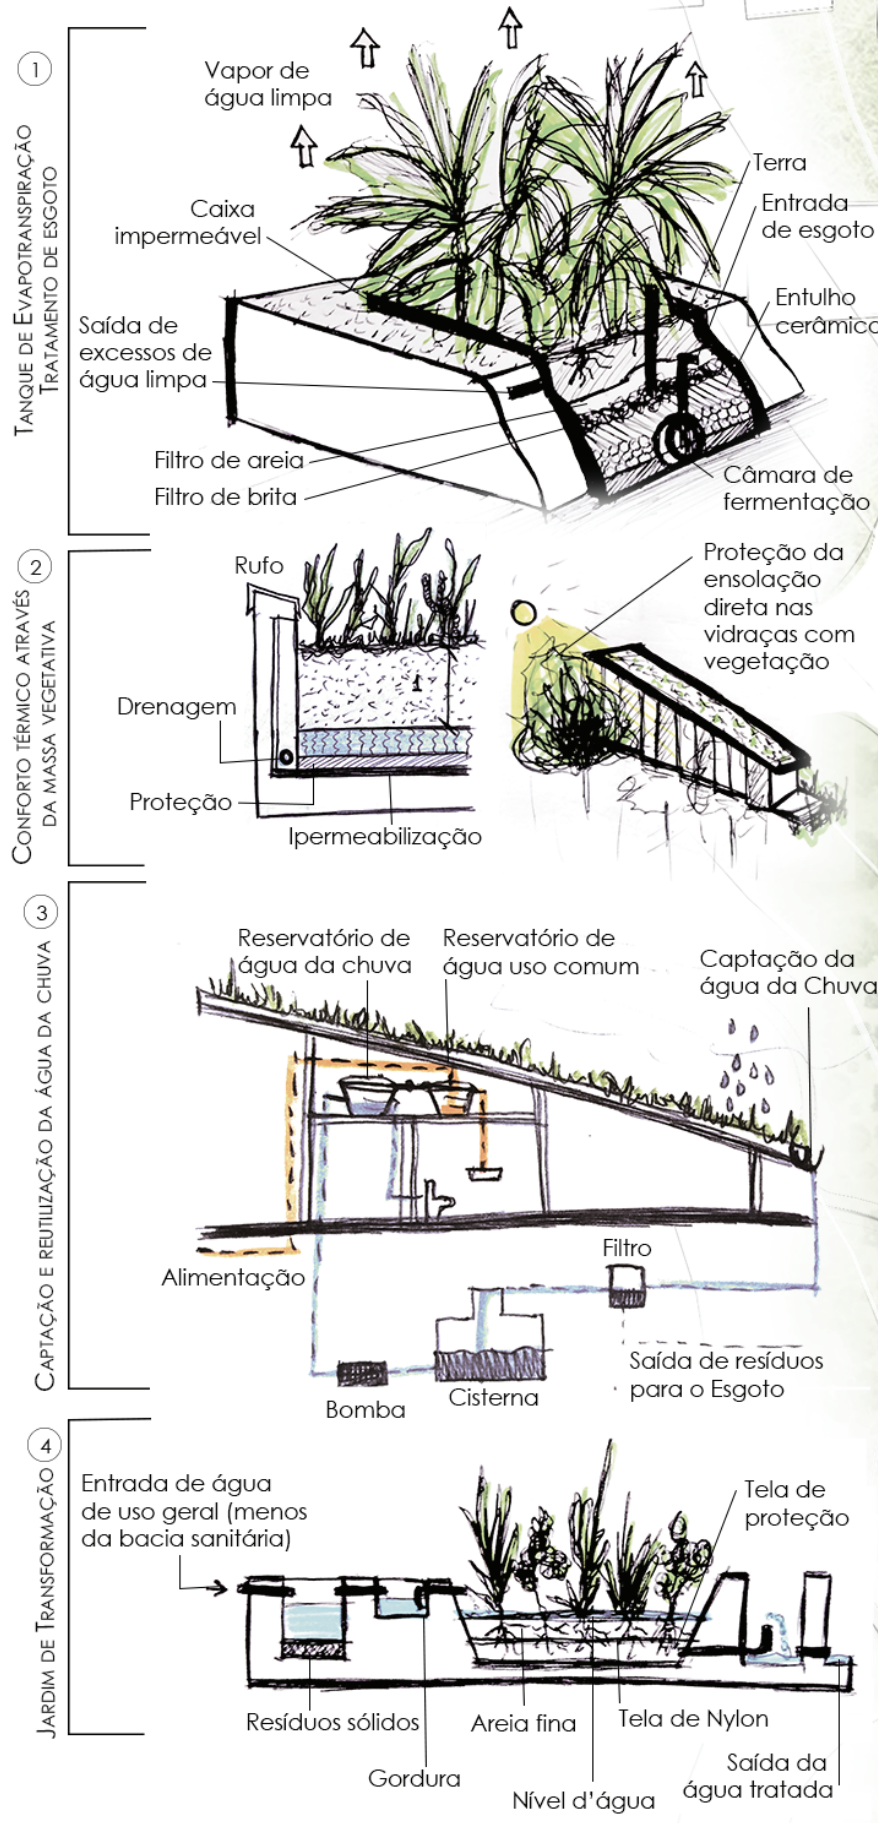 1
TANQUE DE EVAPOTRANSPIRAÇÃO
TRATAMENTO DE ESGOTO
Vapor de
água limpa
Caixa
impermeável
Saída de
excessos de
água limpa
Filtro de areia
Filtro de brita
Terra
Entrada
de esgoto
Entulho
cerâmico
Câmara de
fermentação
2
CONFORTO TÉRMICO ATRAVÉS
DA MASSA VEGETATIVA
Rufo
Drenagem
Proteção
Ipermeabilização
1
Proteção da
ensolação
direta nas
vidraças com
vegetação
3
CAPTAÇÃO E REUTILIZAÇÃO DA ÁGUA DA CHUVA
Reservatório de
água da chuva
Reservatório de
água uso comum
Captação da
água da Chuva
Alimentação
Filtro
Saída de resíduos
para o Esgoto
Cisterna
Bomba
4
JARDIM DE TRANSFORMAÇÃO
Entrada de água
de uso geral (menos
da bacia sanitária)
Tela de
proteção
Resíduos sólidos
Gordura
Areia fina
Tela de Nylon
Nível d'água
Saída da
água tratada